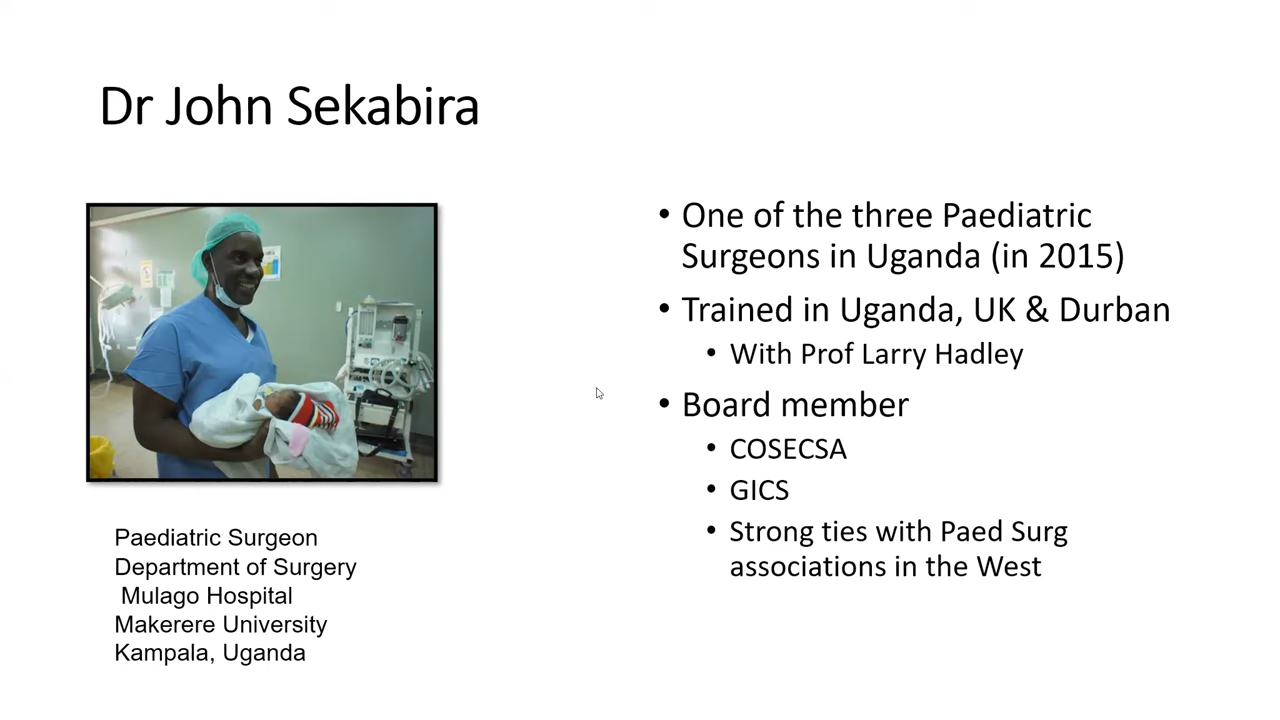 Dr John Sekabira
Paediatric Surgeon
Department of Surgery
Mulago Hospital
Makerere University
Kampala, Uganda
• One of the three Paediatric
Surgeons in Uganda (in 2015)
• Trained in Uganda, UK & Durban
• With Prof Larry Hadley
• Board member
• COSECSA
• GICS
• Strong ties with Paed Surg
associations in the West